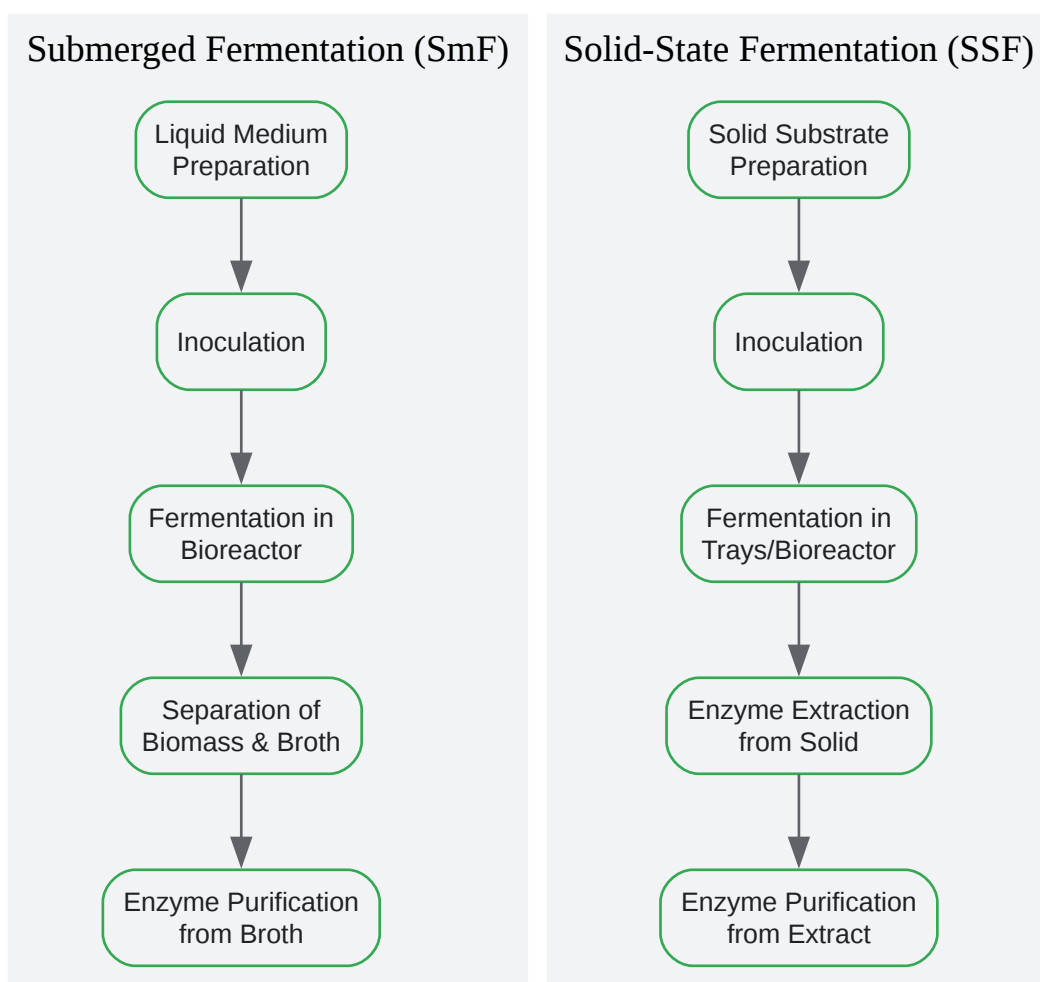 Submerged Fermentation (SmF)
Liquid Medium
Preparation
Inoculation
Fermentation in
Bioreactor
Separation of
Biomass & Broth
Enzyme Purification
from Broth
Solid-State Fermentation (SSF)
Solid Substrate
Preparation
Inoculation
Fermentation in
Trays/Bioreactor
Enzyme Extraction
from Solid
Enzyme Purification
from Extract